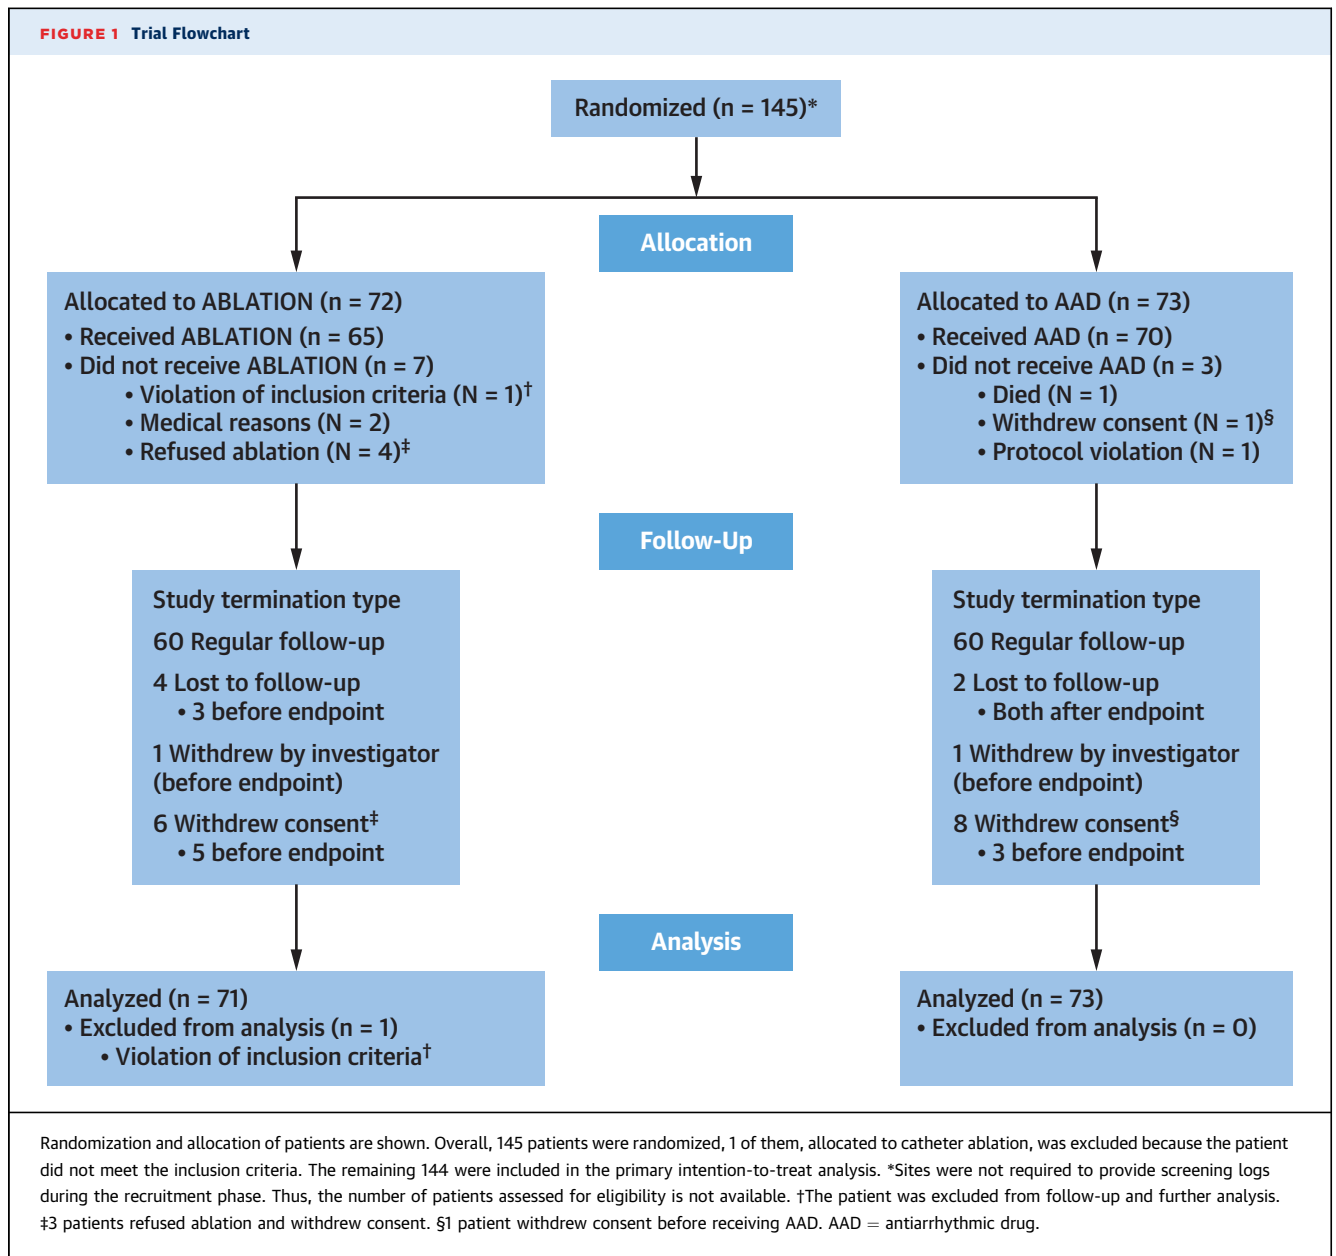 FIGURE 1 Trial Flowchart
Randomized (n = 145)*
Allocation
Allocated to ABLATION (n = 72)
• Received ABLATION (n = 65)
• Did not receive ABLATION (n = 7)
• Violation of inclusion criteria (N = 1)†
• Medical reasons (N = 2)
• Refused ablation (N = 4)‡
Allocated to AAD (n = 73)
• Received AAD (n = 70)
• Did not receive AAD (n = 3)
• Died (N = 1)
• Withdrew consent (N = 1)§
• Protocol violation (N = 1)
Follow-Up
Study termination type
60 Regular follow-up
4 Lost to follow-up
• 3 before endpoint
1 Withdrew by investigator
(before endpoint)
6 Withdrew consent‡
• 5 before endpoint
Study termination type
60 Regular follow-up
2 Lost to follow-up
• Both after endpoint
1 Withdrew by investigator
(before endpoint)
8 Withdrew consent§
• 3 before endpoint
Analysis
Analyzed (n = 71)
• Excluded from analysis (n = 1)
• Violation of inclusion criteria†
Analyzed (n = 73)
• Excluded from analysis (n = 0)
Randomization and allocation of patients are shown. Overall, 145 patients were randomized, 1 of them, allocated to catheter ablation, was excluded because the patient
did not meet the inclusion criteria. The remaining 144 were included in the primary intention-to-treat analysis. *Sites were not required to provide screening logs
during the recruitment phase. Thus, the number of patients assessed for eligibility is not available. †The patient was excluded from follow-up and further analysis.
‡3 patients refused ablation and withdrew consent. §1 patient withdrew consent before receiving AAD. AAD = antiarrhythmic drug.